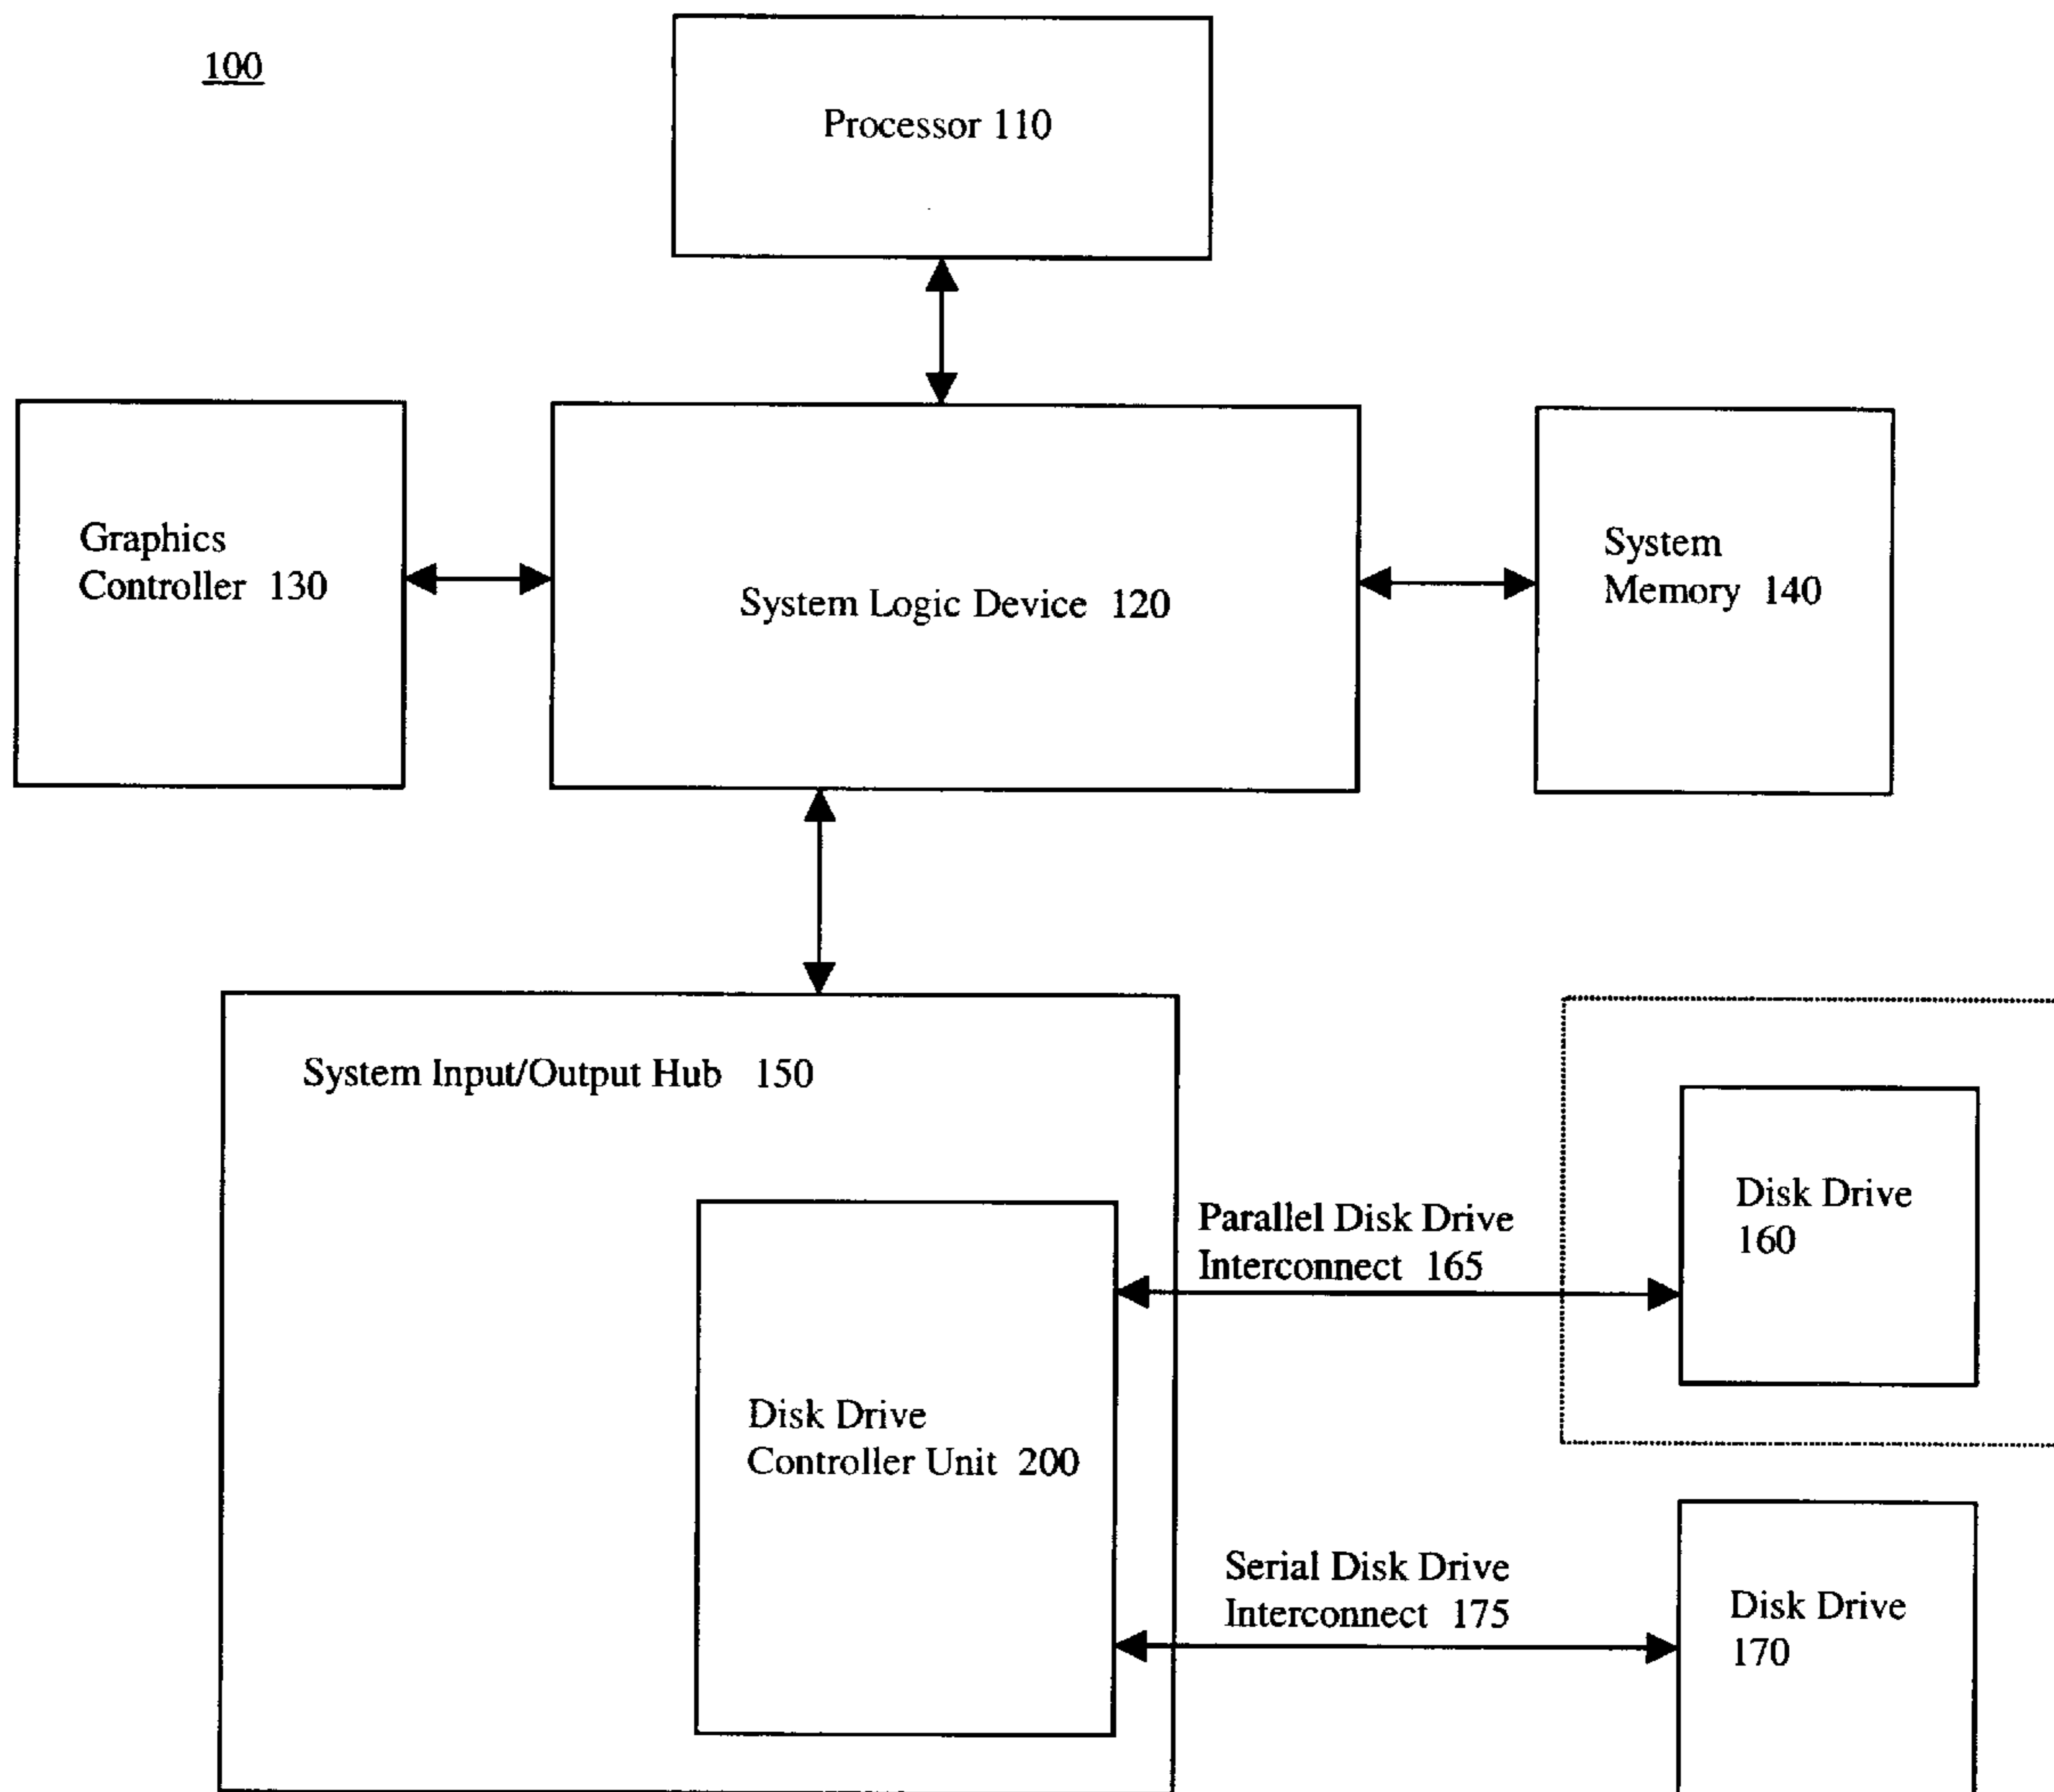 100
Processor 110
Graphics
Controller 130
System Logic Device 120
System
Memory 140
System Input/Output Hub 150
Parallel Disk Drive
Interconnect 165
Disk Drive
160
Disk Drive
Controller Unit 200
Serial Disk Drive
Interconnect 175
Disk Drive
170